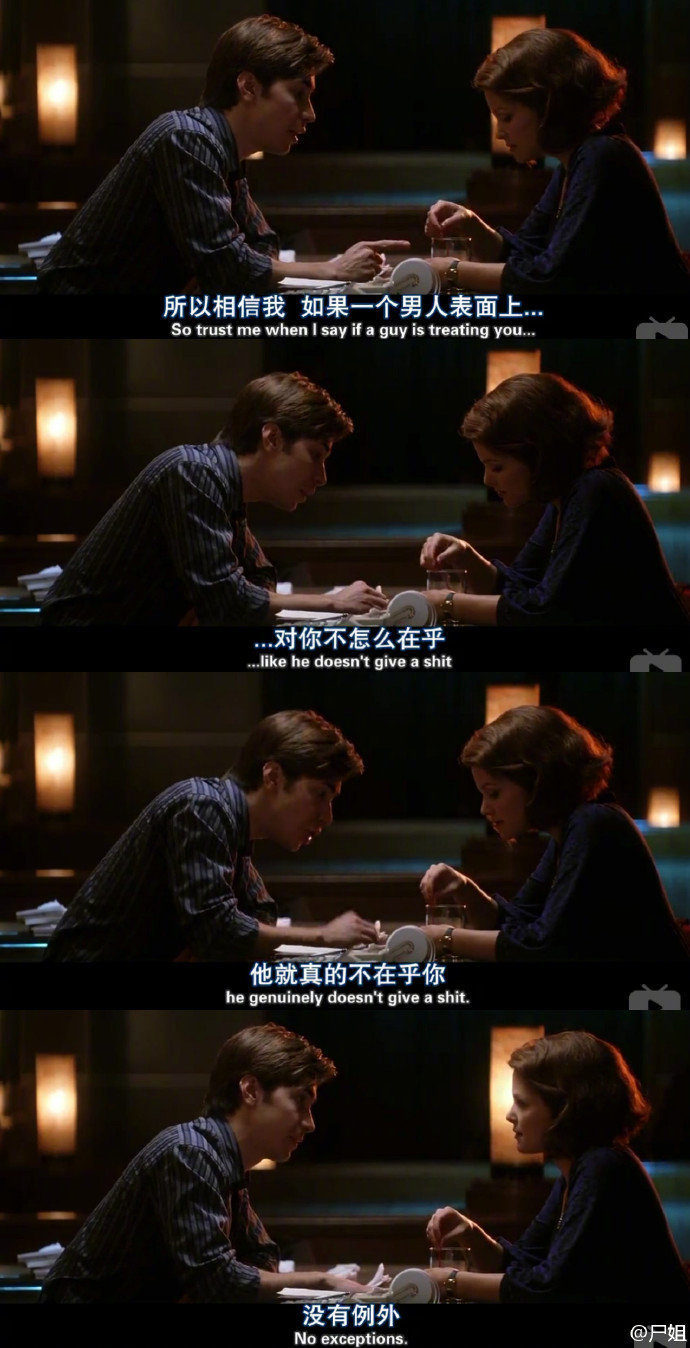 所以相信我 如果一个男人表面上...
So trust me when I say if a guy is treating you...
...对你不怎么在乎
...like he doesn't give a shit
他就真的不在乎你
he genuinely doesn't give a shit.
没有例外
No exceptions.
@尸姐